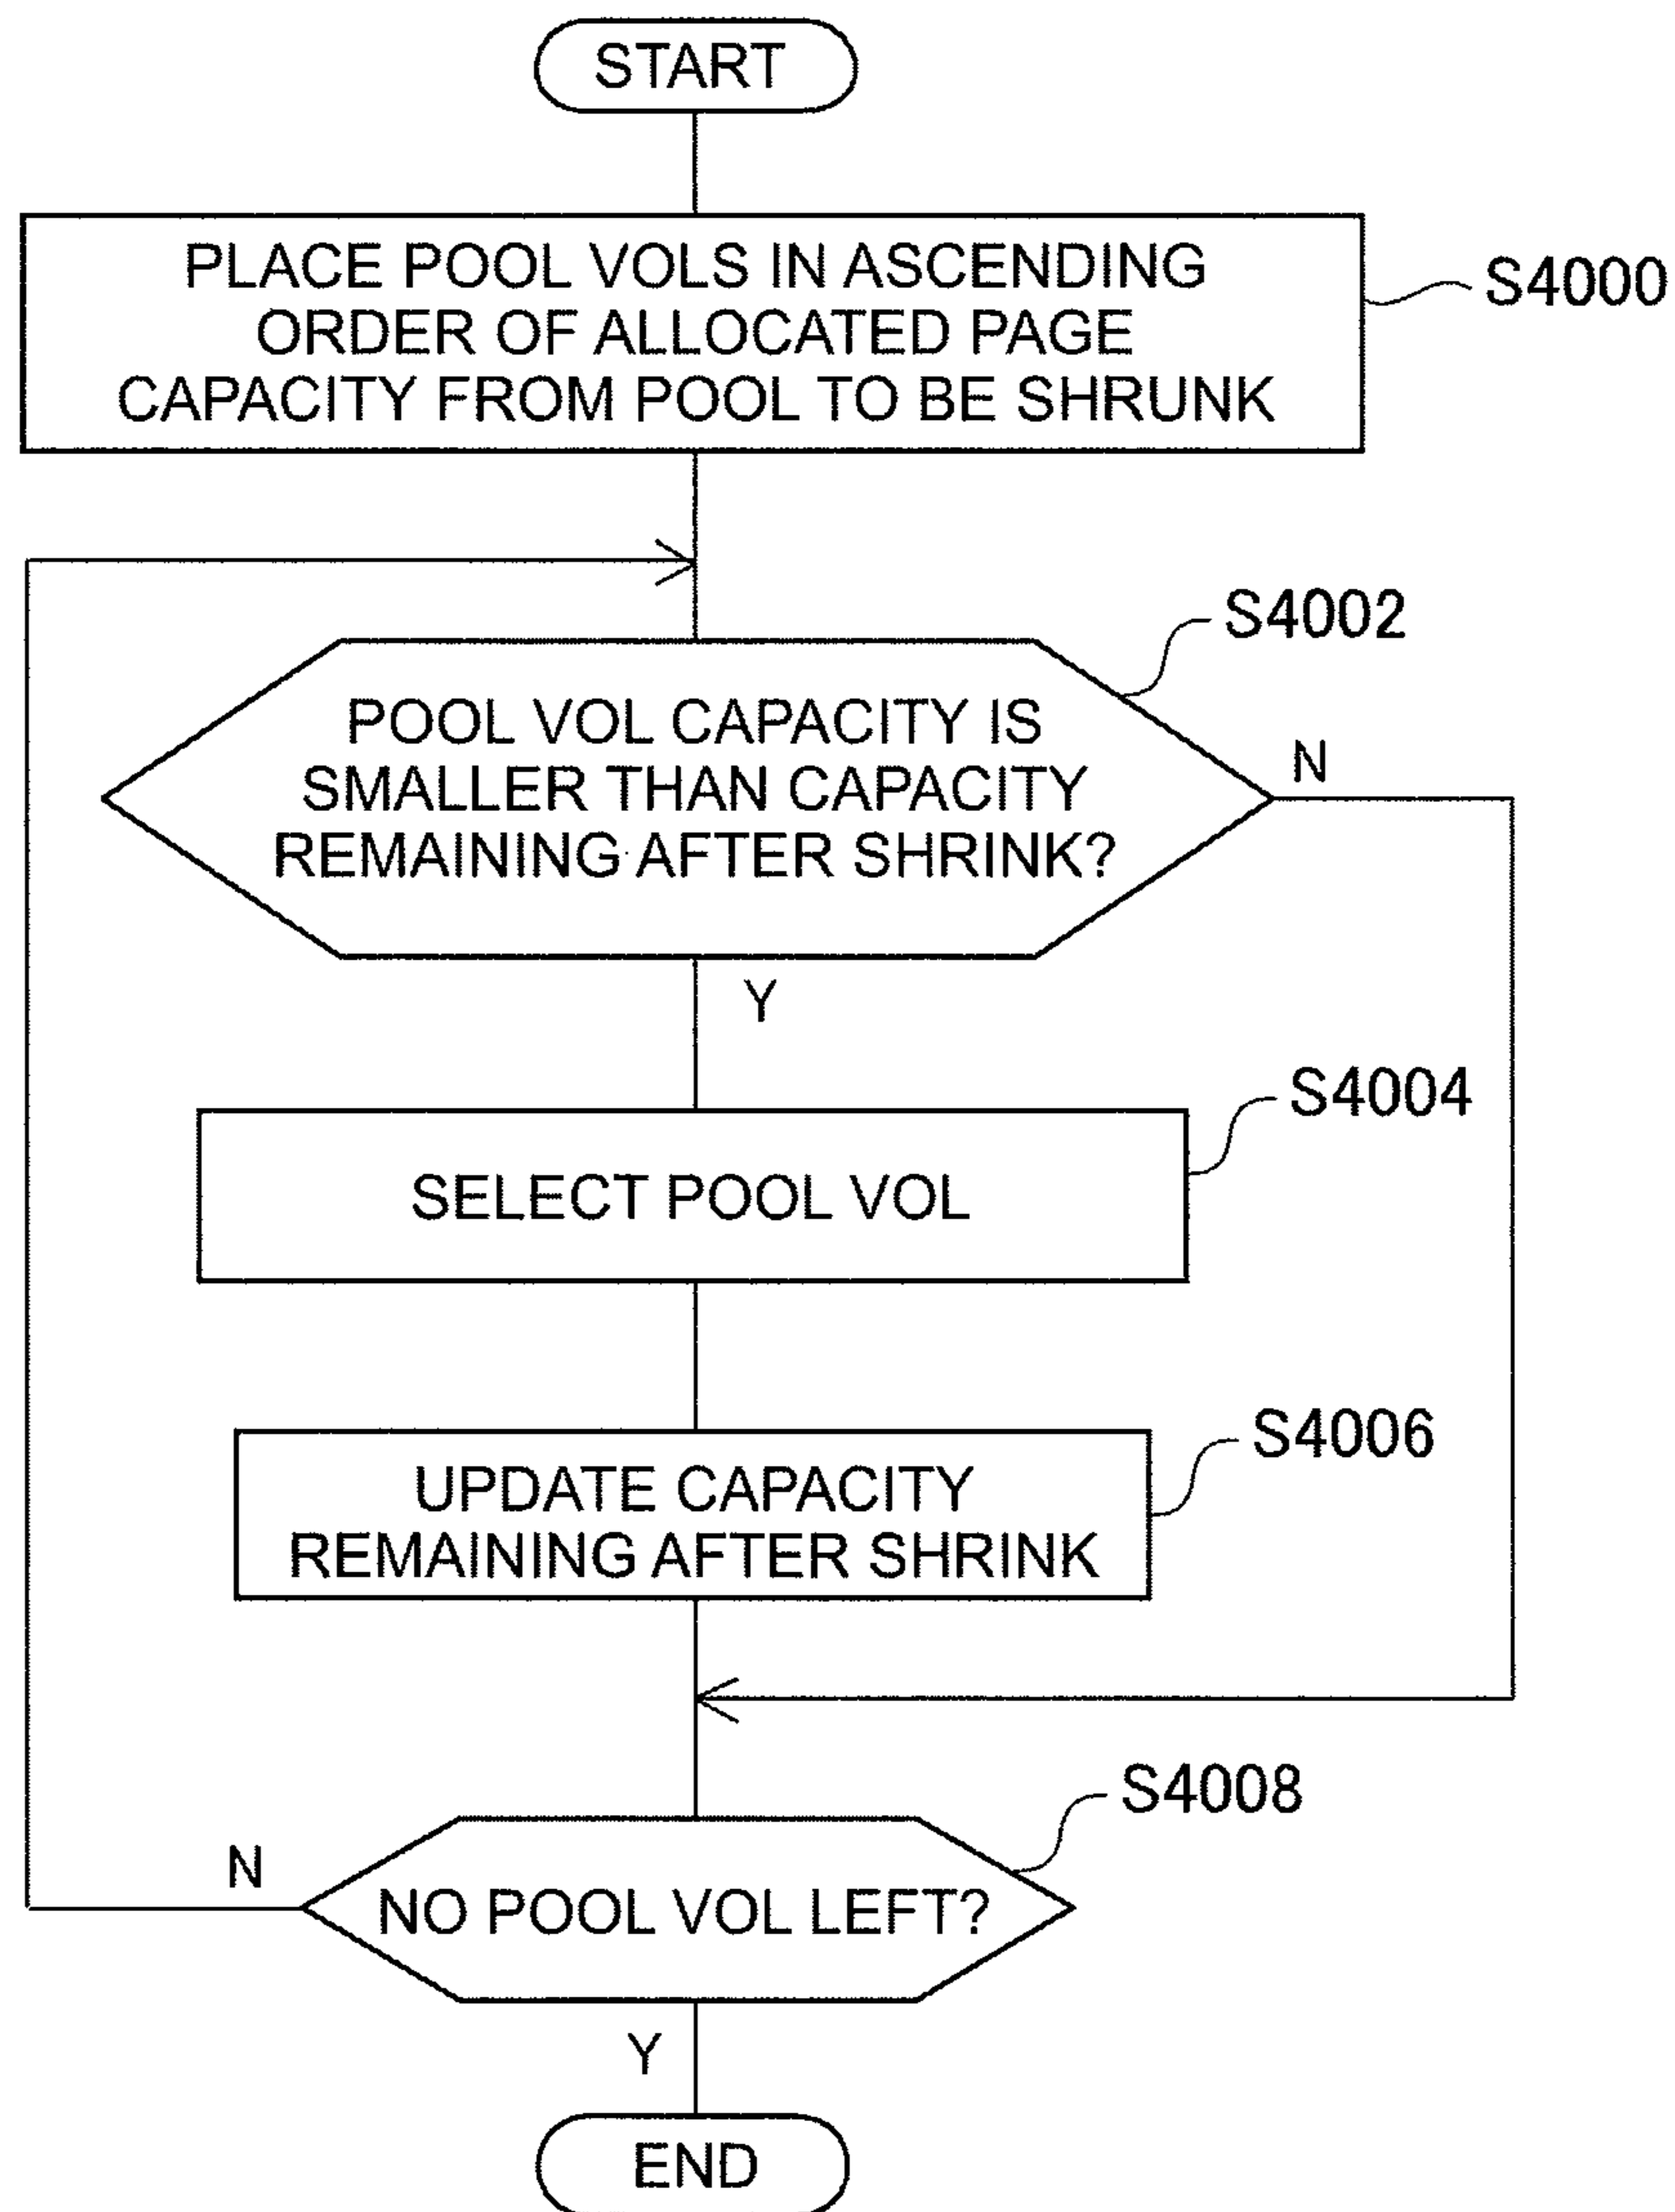 START
PLACE POOL VOLS IN ASCENDING
ORDER OF ALLOCATED PAGE
CAPACITY FROM POOL TO BE SHRUNK
S4000
S4002
POOL VOL CAPACITY IS
SMALLER THAN CAPACITY
REMAINING AFTER SHRINK?
N
Y
S4004
SELECT POOL VOL
S4006
UPDATE CAPACITY
REMAINING AFTER SHRINK
S4008
N
NO POOL VOL LEFT?
Y
END